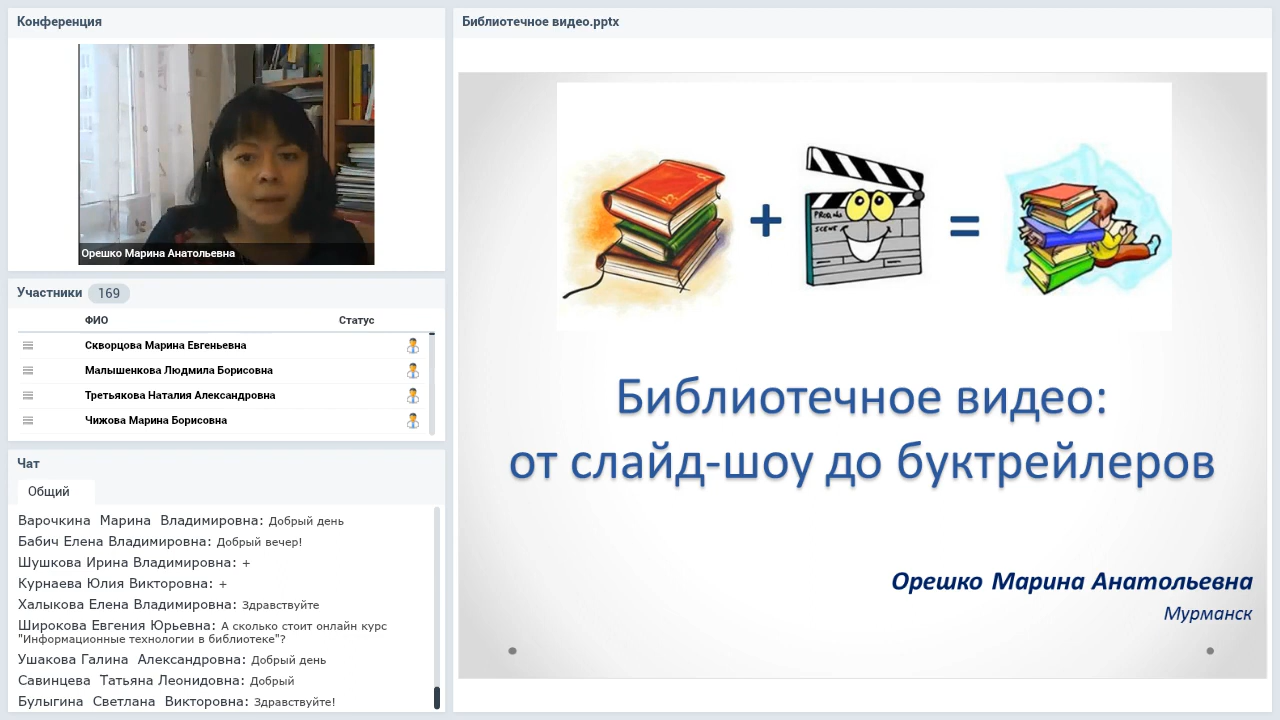 Конференция
Орешко Марина Анатольевна
Участники 169
ФИО Статус
Скворцова Марина Евгеньевна
Малышенкова Людмила Борисовна
Третьякова Наталия Александровна
Чижова Марина Борисовна
Чат
Общий
Варочкина Марина Владимировна: Добрый день
Бабич Елена Владимировна: Добрый вечер!
Шушкова Ирина Владимировна: +
Курнаева Юлия Викторовна: +
Халыкова Елена Владимировна: Здравствуйте
Широкова Евгения Юрьевна: А сколько стоит онлайн курс
"Информационные технологии в библиотеке"?
Ушакова Галина Александровна: Добрый день
Савинцева Татьяна Леонидовна: Добрый
Булыгина Светлана Викторовна: Здравствуйте!
Библиотечное видео.pptx
+ =
SCENE
Библиотечное видео:
от слайд-шоу до буктрейлеров
Орешко Марина Анатольевна
Мурманск